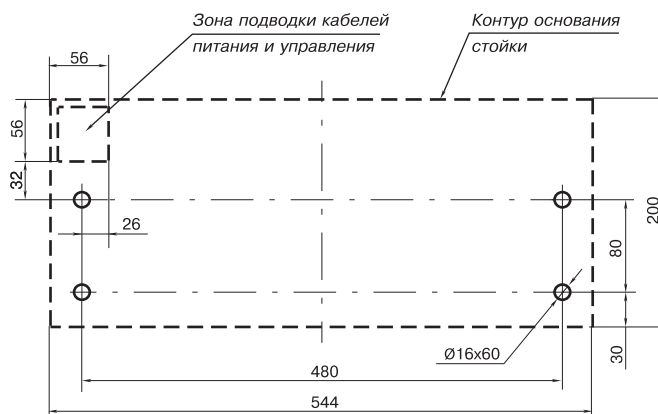 Зона подводки кабелей
питания и управления
Контур основания
стойки
56
56
32
26
200
80
30
Ø16x60
480
544